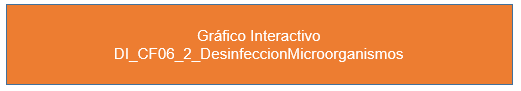 Gráfico Interactivo
DI_CF06_2_DesinfeccionMicroorganismos